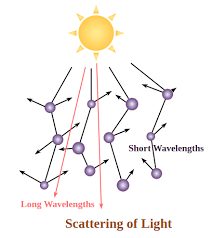 Short Wavelengths
Long Wavelengths
Scattering of Light